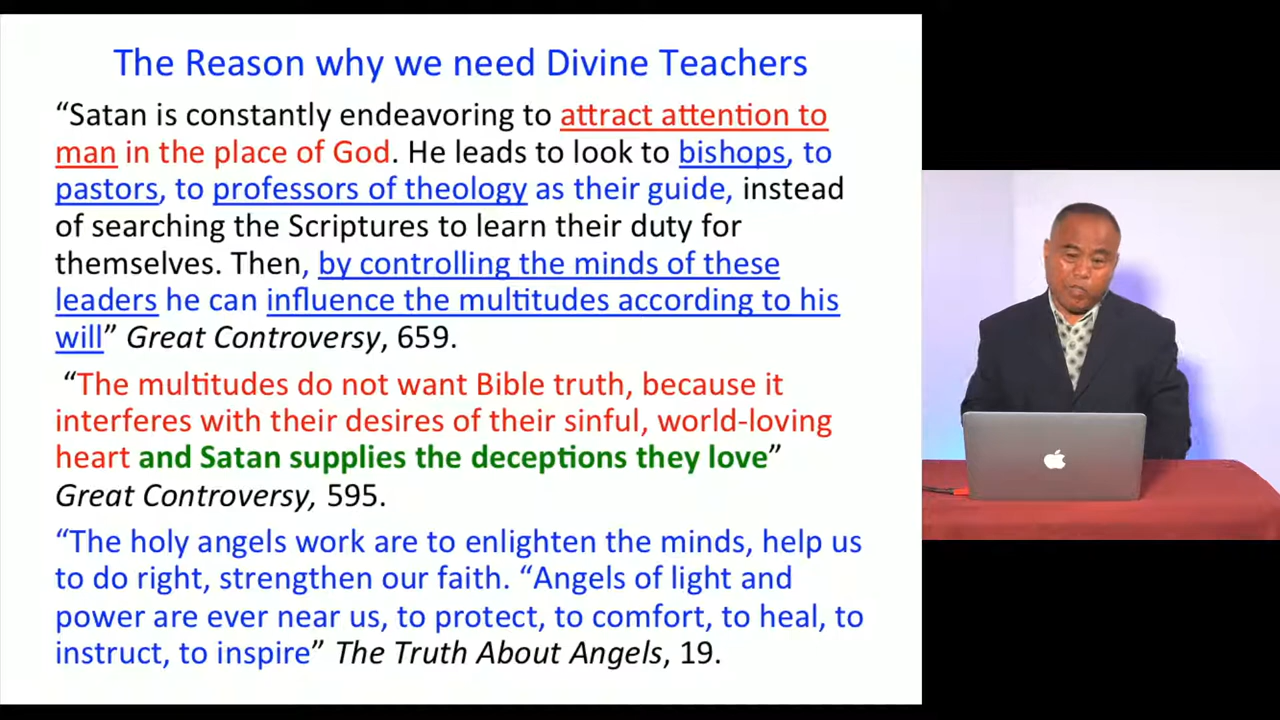 The Reason why we need Divine Teachers
“Satan is constantly endeavoring to attract attention to
man in the place of God. He leads to look to bishops, to
pastors, to professors of theology as their guide, instead
of searching the Scriptures to learn their duty for
themselves. Then, by controlling the minds of these
leaders he can influence the multitudes according to his
will” Great Controversy, 659.
“The multitudes do not want Bible truth, because it
interferes with their desires of their sinful, world-loving
heart and Satan supplies the deceptions they love”
Great Controversy, 595.
“The holy angels work are to enlighten the minds, help us
to do right, strengthen our faith. “Angels of light and
power are ever near us, to protect, to comfort, to heal, to
instruct, to inspire” The Truth About Angels, 19.